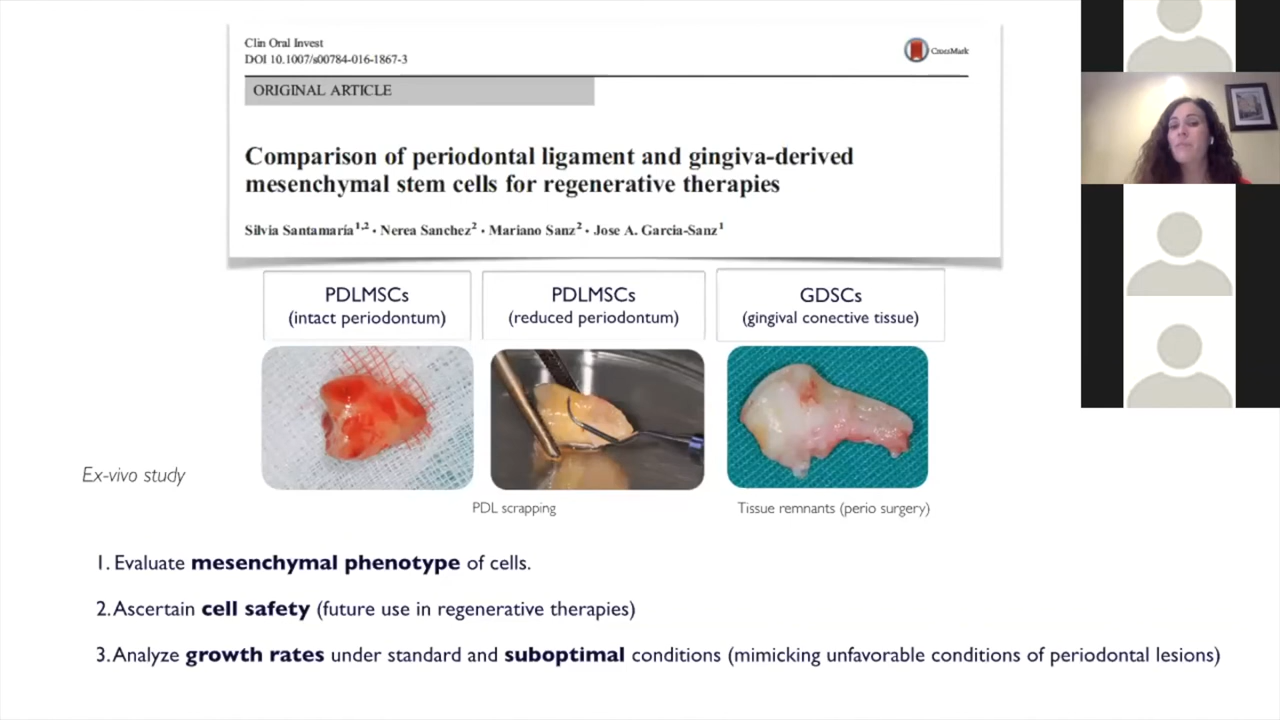 Clin Oral Invest
DOI 10.1007/s00784-016-1867-3
CrossMark
ORIGINAL ARTICLE
Comparison of periodontal ligament and gingiva-derived
mesenchymal stem cells for regenerative therapies
Silvia Santamaría1,2 · Nerea Sanchez2 · Mariano Sanz2 · Jose A. Garcia-Sanz1
PDLMSCs
(intact periodontum)
PDLMSCs
(reduced periodontum)
GDSCs
(gingival conective tissue)
Ex-vivo study
PDL scrapping
Tissue remnants (perio surgery)
1. Evaluate mesenchymal phenotype of cells.
2. Ascertain cell safety (future use in regenerative therapies)
3. Analyze growth rates under standard and suboptimal conditions (mimicking unfavorable conditions of periodontal lesions)